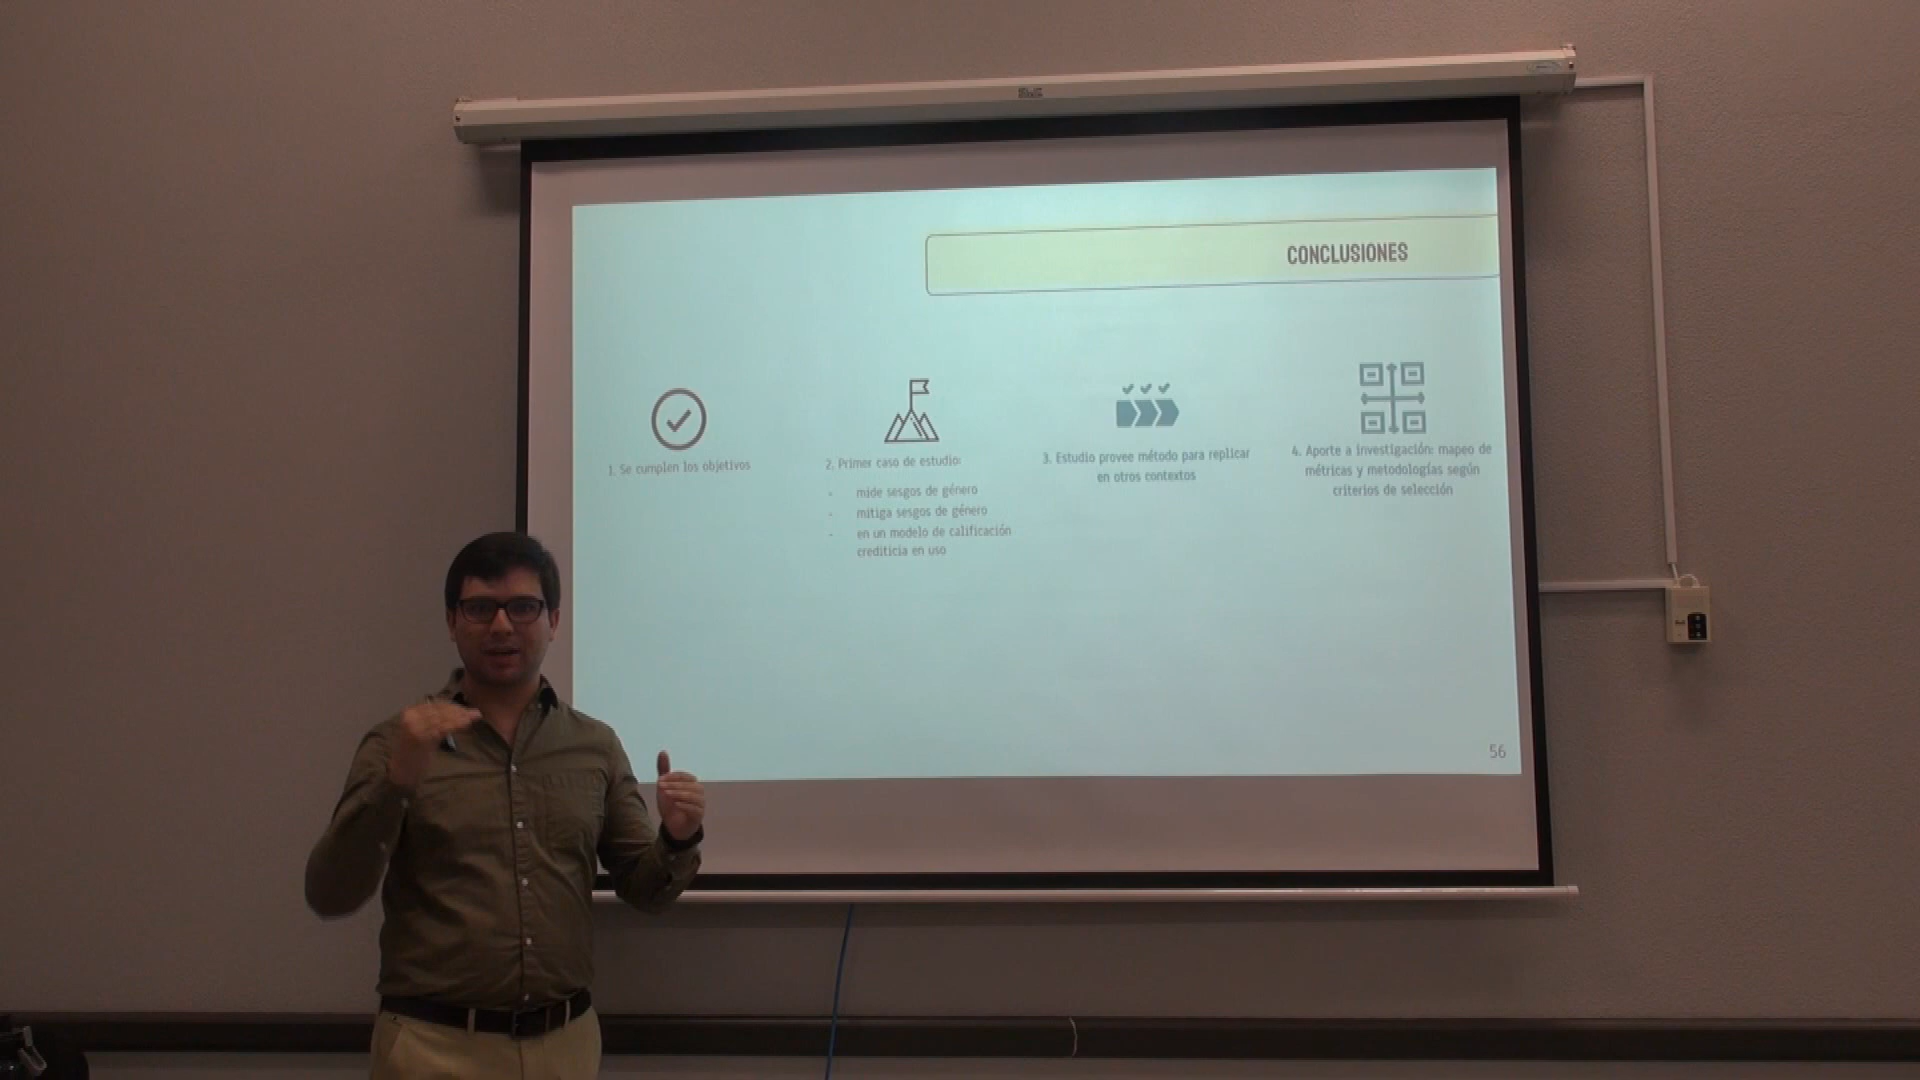 CONCLUSIONES
1. Se cumplen los objetivos
2. Primer caso de estudio:
- mide sesgos de género
- mitiga sesgos de género
- en un modelo de calificación
crediticia en uso
3. Estudio provee método para replicar
en otros contextos
4. Aporte a investigación: mapeo de
métricas y metodologías según
criterios de selección
56